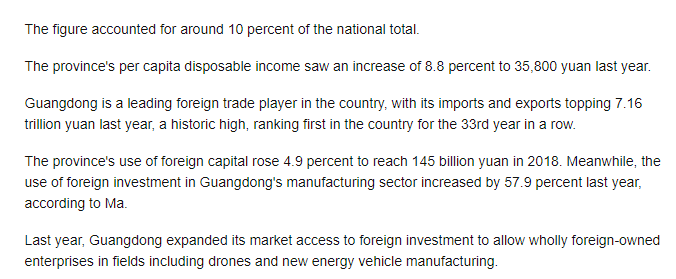 The figure accounted for around 10 percent of the national total.
The province's per capita disposable income saw an increase of 8.8 percent to 35,800 yuan last year.
Guangdong is a leading foreign trade player in the country, with its imports and exports topping 7.16
trillion yuan last year, a historic high, ranking first in the country for the 33rd year in a row.
The province's use of foreign capital rose 4.9 percent to reach 145 billion yuan in 2018. Meanwhile, the
use of foreign investment in Guangdong's manufacturing sector increased by 57.9 percent last year,
according to Ma.
Last year, Guangdong expanded its market access to foreign investment to allow wholly foreign-owned
enterprises in fields including drones and new energy vehicle manufacturing.